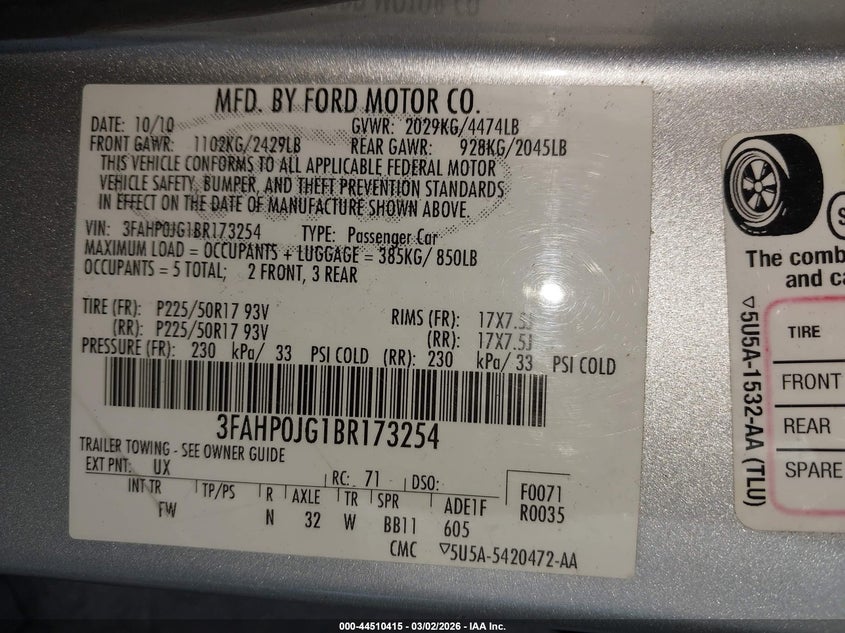 MFD. BY FORD MOTOR CO.
DATE: 10/10 GVWR: 2029KG/4474LB
FRONT GAWR: 1102KG/2429LB REAR GAWR: 928KG/2045LB
THIS VEHICLE CONFORMS TO ALL APPLICABLE FEDERAL MOTOR
VEHICLE SAFETY, BUMPER, AND THEFT PREVENTION STANDARDS
IN EFFECT ON THE DATE OF MANUFACTURE SHOWN ABOVE.
VIN: 3FAHP0JG1BR173254 TYPE: Passenger Car
MAXIMUM LOAD = OCCUPANTS + LUGGAGE = 385KG/ 850LB
OCCUPANTS = 5 TOTAL; 2 FRONT, 3 REAR
TIRE (FR): P225/50R17 93V RIMS (FR): 17X7.5J
(RR): P225/50R17 93V (RR): 17X7.5J
PRESSURE (FR): 230 kPa/ 33 PSI COLD (RR): 230 kPa/ 33 PSI COLD
3FAHP0JG1BR173254
TRAILER TOWING - SEE OWNER GUIDE
EXT PNT: UX RC: 71 DSO:
INT TR TP/PS R AXLE TR SPR ADE1F F0071
FW N 32 W BB11 605 R0035
CMC ▽5U5A-5420472-AA
S
The comb
and ca
TIRE
FRONT
REAR
SPARE
▽5U5A-1532-AA (TLU)
000-44510415 - 03/02/2026 - IAA Inc.